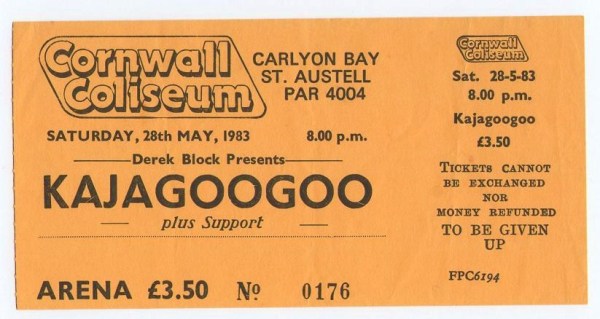 Cornwall
Coliseum
CARLYON BAY
ST. AUSTELL
PAR 4004
SATURDAY, 28th MAY, 1983 8.00 p.m.
Derek Block Presents
KAJAGOOGOO
plus Support
ARENA £3.50 No 0176
Cornwall
Coliseum
Sat. 28-5-83
8.00 p.m.
Kajagoogoo
£3.50
TICKETS CANNOT
BE EXCHANGED
NOR
MONEY REFUNDED
TO BE GIVEN
UP
FPC6194